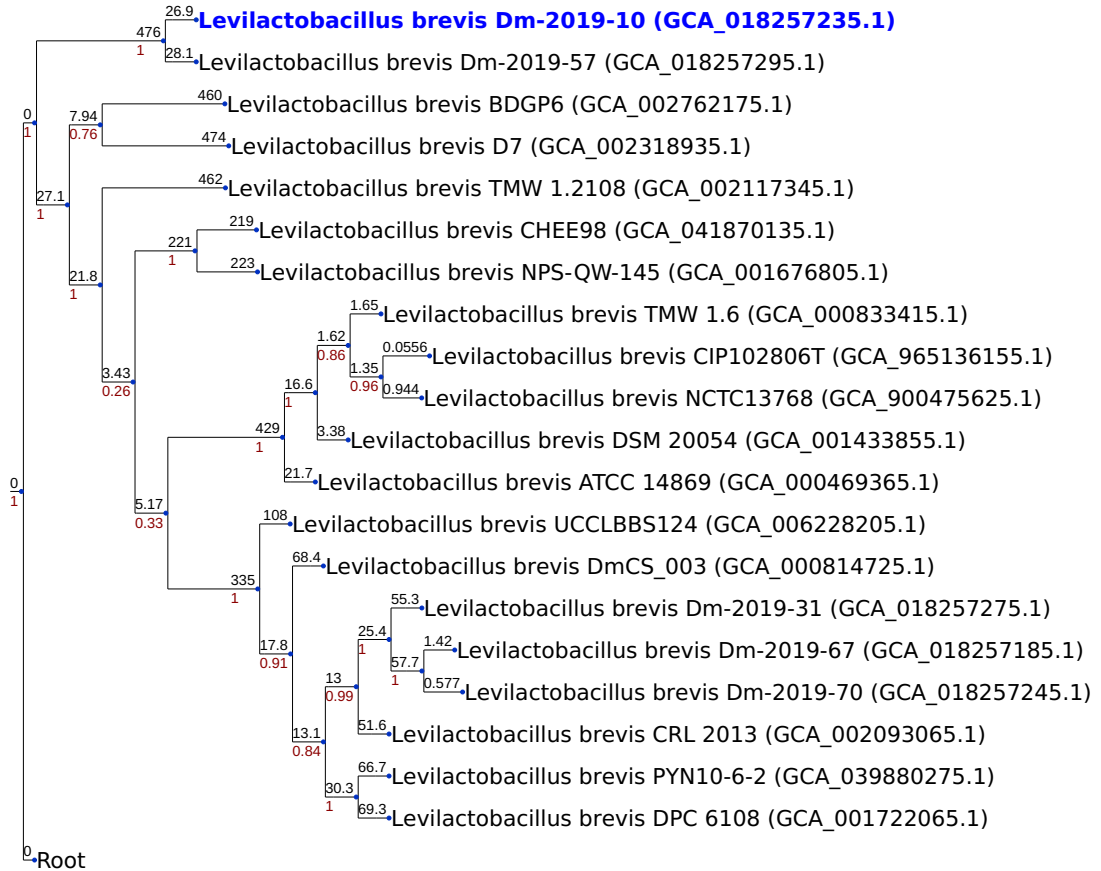 26.9
Levilactobacillus brevis Dm-2019-10 (GCA_018257235.1)
476
1
28.1
Levilactobacillus brevis Dm-2019-57 (GCA_018257295.1)
460
Levilactobacillus brevis BDGP6 (GCA_002762175.1)
0
1
7.94
0.76
474
Levilactobacillus brevis D7 (GCA_002318935.1)
462
Levilactobacillus brevis TMW 1.2108 (GCA_002117345.1)
27.1
1
219
Levilactobacillus brevis CHEE98 (GCA_041870135.1)
221
1
223
Levilactobacillus brevis NPS-QW-145 (GCA_001676805.1)
21.8
1
1.65
Levilactobacillus brevis TMW 1.6 (GCA_000833415.1)
1.62
0.86
0.0556
Levilactobacillus brevis CIP102806T (GCA_965136155.1)
3.43
0.26
1.35
0.96
16.6
1
0.944
Levilactobacillus brevis NCTC13768 (GCA_900475625.1)
429
1
3.38
Levilactobacillus brevis DSM 20054 (GCA_001433855.1)
21.7
Levilactobacillus brevis ATCC 14869 (GCA_000469365.1)
0
1
5.17
0.33
108
Levilactobacillus brevis UCCLBBS124 (GCA_006228205.1)
68.4
Levilactobacillus brevis DmCS_003 (GCA_000814725.1)
335
1
55.3
Levilactobacillus brevis Dm-2019-31 (GCA_018257275.1)
25.4
1
17.8
0.91
1.42
Levilactobacillus brevis Dm-2019-67 (GCA_018257185.1)
57.7
1
13
0.99
0.577
Levilactobacillus brevis Dm-2019-70 (GCA_018257245.1)
13.1
0.84
51.6
Levilactobacillus brevis CRL 2013 (GCA_002093065.1)
66.7
Levilactobacillus brevis PYN10-6-2 (GCA_039880275.1)
30.3
1
69.3
Levilactobacillus brevis DPC 6108 (GCA_001722065.1)
0
Root